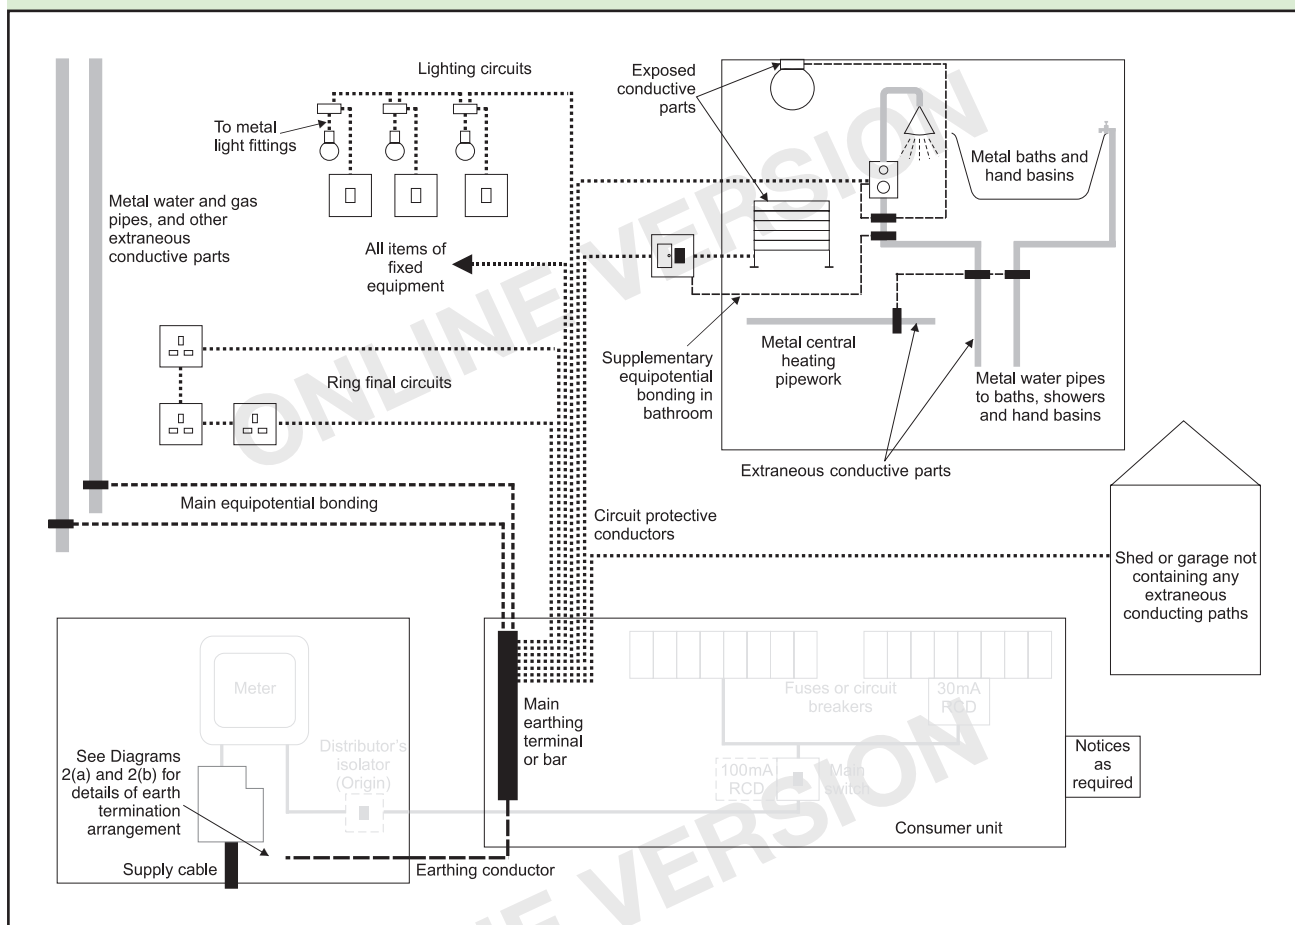 Lighting circuits
To metal
light fittings
Exposed
conductive
parts
Metal baths and
hand basins
Metal water and gas
pipes, and other
extraneous
conductive parts
All items of
fixed
equipment
Ring final circuits
Supplementary
equipotential
bonding in
bathroom
Metal central
heating
pipework
Metal water pipes
to baths, showers
and hand basins
Extraneous conductive parts
Main equipotential bonding
Circuit protective
conductors
Shed or garage not
containing any
extraneous
conducting paths
Meter
See Diagrams
2(a) and 2(b) for
details of earth
termination
arrangement
Distributor's
isolator
(Origin)
Supply cable
Earthing conductor
Main
earthing
terminal
or bar
Fuses or circuit
breakers
30mA
RCD
100mA
RCD
Main
switch
Consumer unit
Notices
as
required
ONLINE VERSION
ONLINE VERSION